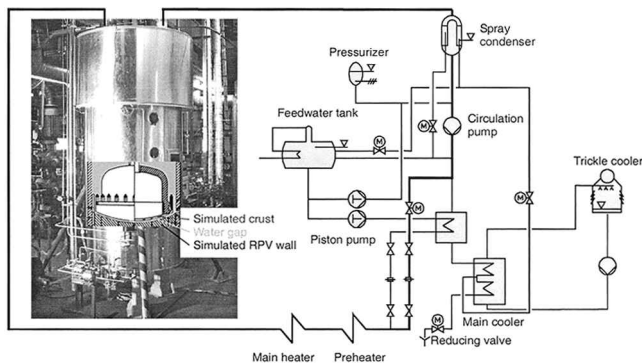 Spray
condenser
Pressurizer
Feedwater tank
M
M
Circulation
pump
M
Trickle cooler
M
Simulated crust
Water gap
Simulated RPV wall
Piston pump
M
Main cooler
Reducing valve
Main heater
Preheater